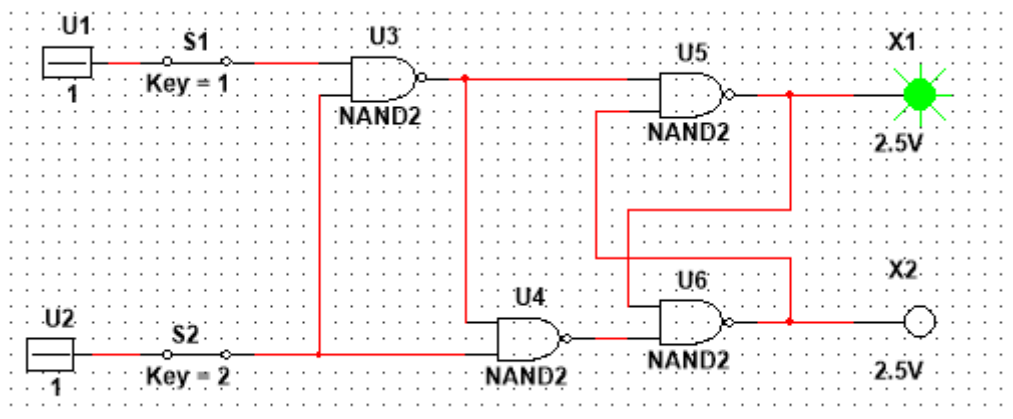 U1
S1
U3
U5
X1
1
Key = 1
NAND2
NAND2
2.5V
U2
S2
U4
U6
X2
1
Key = 2
NAND2
NAND2
2.5V